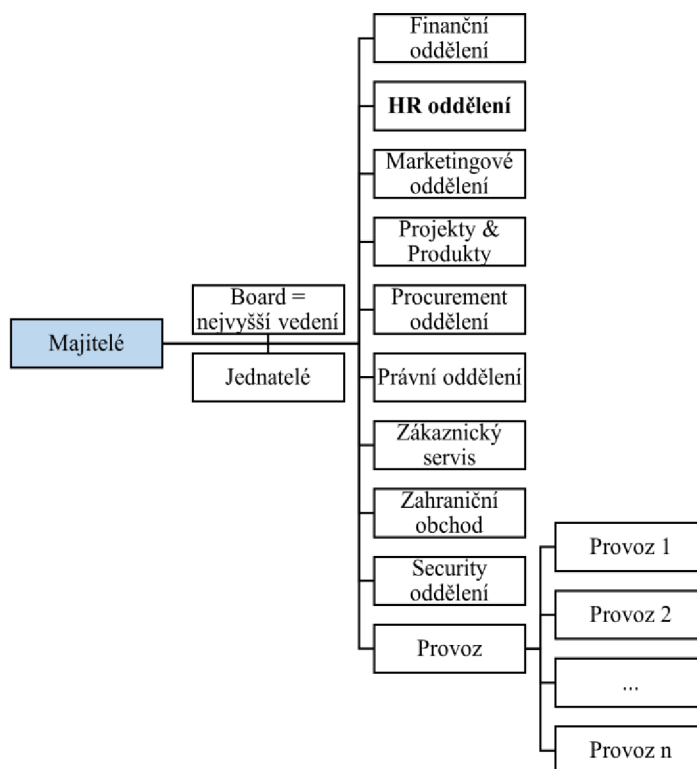 Finanční
oddělení
HR oddělení
Marketingové
oddělení
Projekty &
Produkty
Board =
nejvyšší vedení
Procurement
oddělení
Majitelé
Jednatelé
Právní oddělení
Zákaznický
servis
Zahraniční
obchod
Security
oddělení
Provoz
Provoz 1
Provoz 2
...
Provoz n